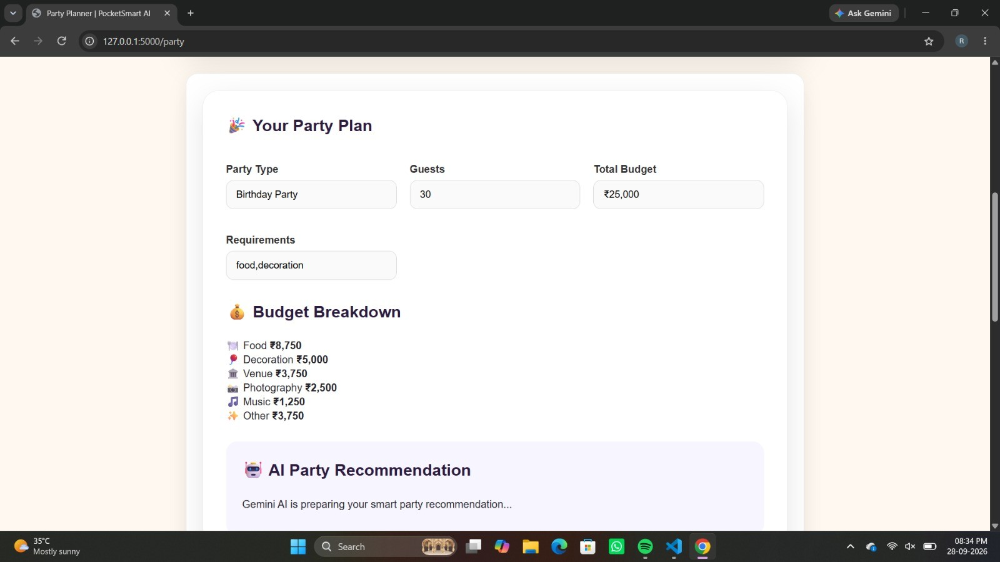 Party Planner | PocketSmart AI
Ask Gemini
127.0.0.1:5000/party
R
Your Party Plan
Party Type
Guests
Total Budget
Birthday Party
30
₹25,000
Requirements
food,decoration
Budget Breakdown
Food ₹8,750
Decoration ₹5,000
Venue ₹3,750
Photography ₹2,500
Music ₹1,250
Other ₹3,750
AI Party Recommendation
Gemini AI is preparing your smart party recommendation...
35°C
Mostly sunny
Search
08:34 PM
28-09-2026